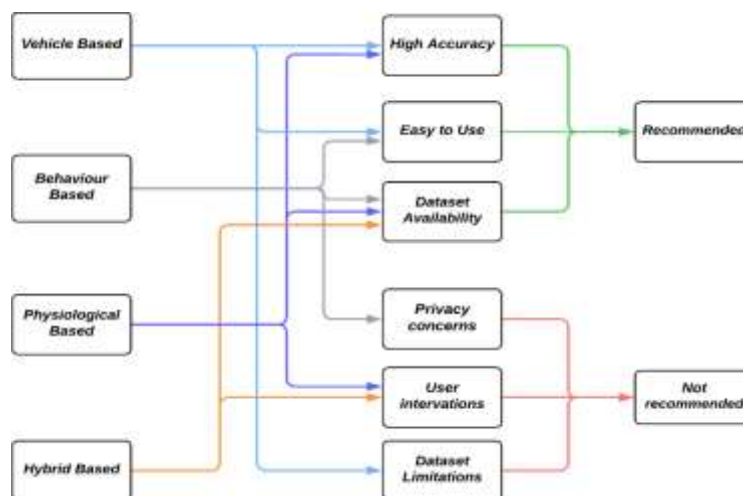 Vehicle Based
High Accuracy
Easy to Use
Recommended
Behaviour
Based
Dataset
Availability
Physiological
Based
Privacy
concerns
User
intervations
Not
recommended
Hybrid Based
Dataset
Limitations